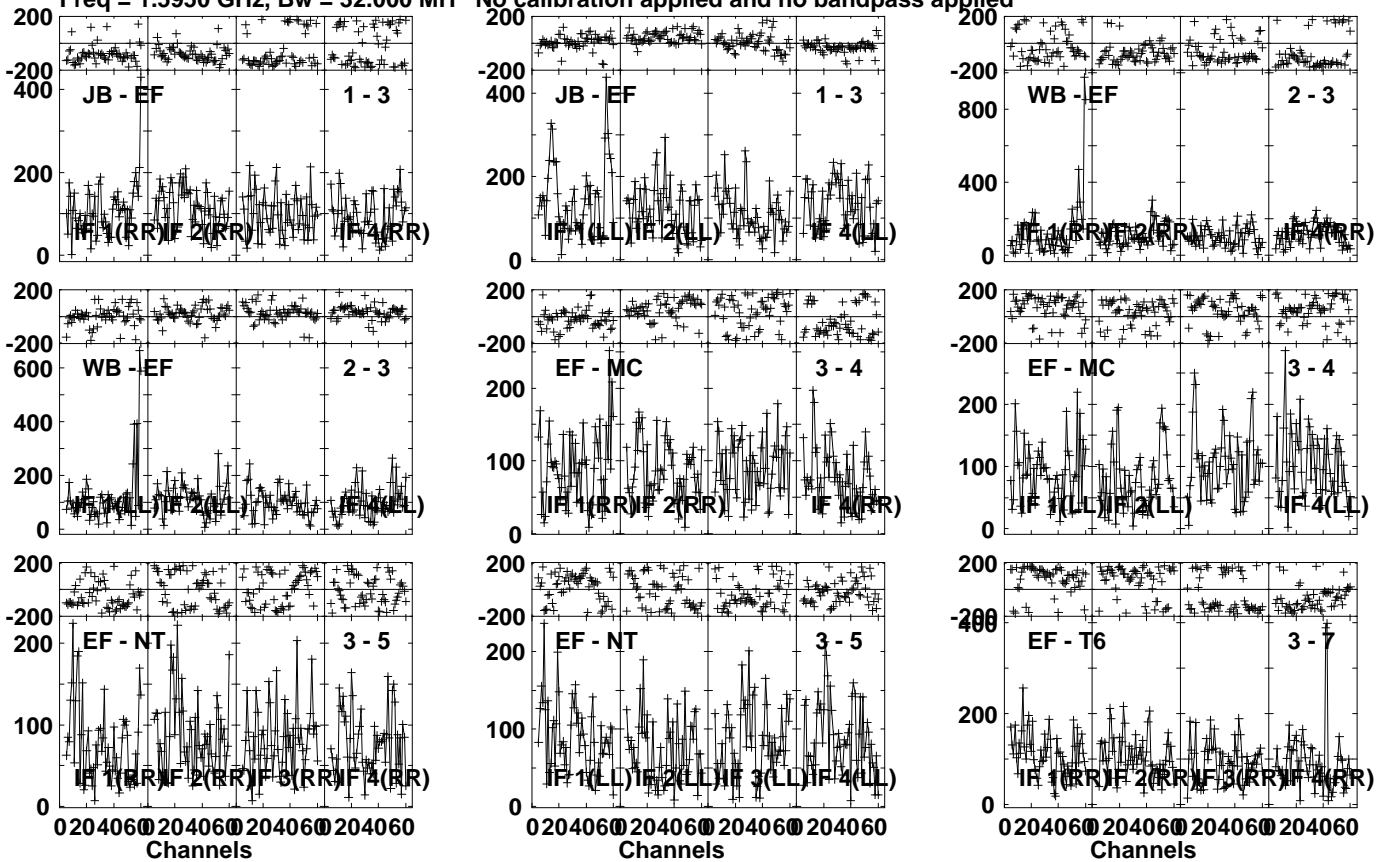 Freq = 1.5950 GHz, Bw = 32.000 MH No calibration applied and no bandpass applied
200
-200
400
200
0
JB - EF 1 - 3
IF 1(RR) IF 2(RR) IF 4(RR)
200
-200
400
200
0
JB - EF 1 - 3
IF 1(LL) IF 2(LL) IF 4(LL)
200
-200
800
400
0
WB - EF 2 - 3
IF 1(RR) IF 2(RR) IF 4(RR)
200
-200
600
400
200
0
WB - EF 2 - 3
IF 1(LL) IF 2(LL) IF 4(LL)
200
-200
200
100
0
EF - MC 3 - 4
IF 1(RR) IF 2(RR) IF 4(RR)
200
-200
200
100
0
EF - MC 3 - 4
IF 1(LL) IF 2(LL) IF 4(LL)
200
-200
200
100
0
EF - NT 3 - 5
IF 1(RR) IF 2(RR) IF 3(RR) IF 4(RR)
0 20 40 60 0 20 40 60 0 20 40 60 0 20 40 60
Channels
200
-200
200
100
0
EF - NT 3 - 5
IF 1(LL) IF 2(LL) IF 3(LL) IF 4(LL)
0 20 40 60 0 20 40 60 0 20 40 60 0 20 40 60
Channels
200
-200
400
200
0
EF - T6 3 - 7
IF 1(RR) IF 2(RR) IF 3(RR) IF 4(RR)
0 20 40 60 0 20 40 60 0 20 40 60 0 20 40 60
Channels